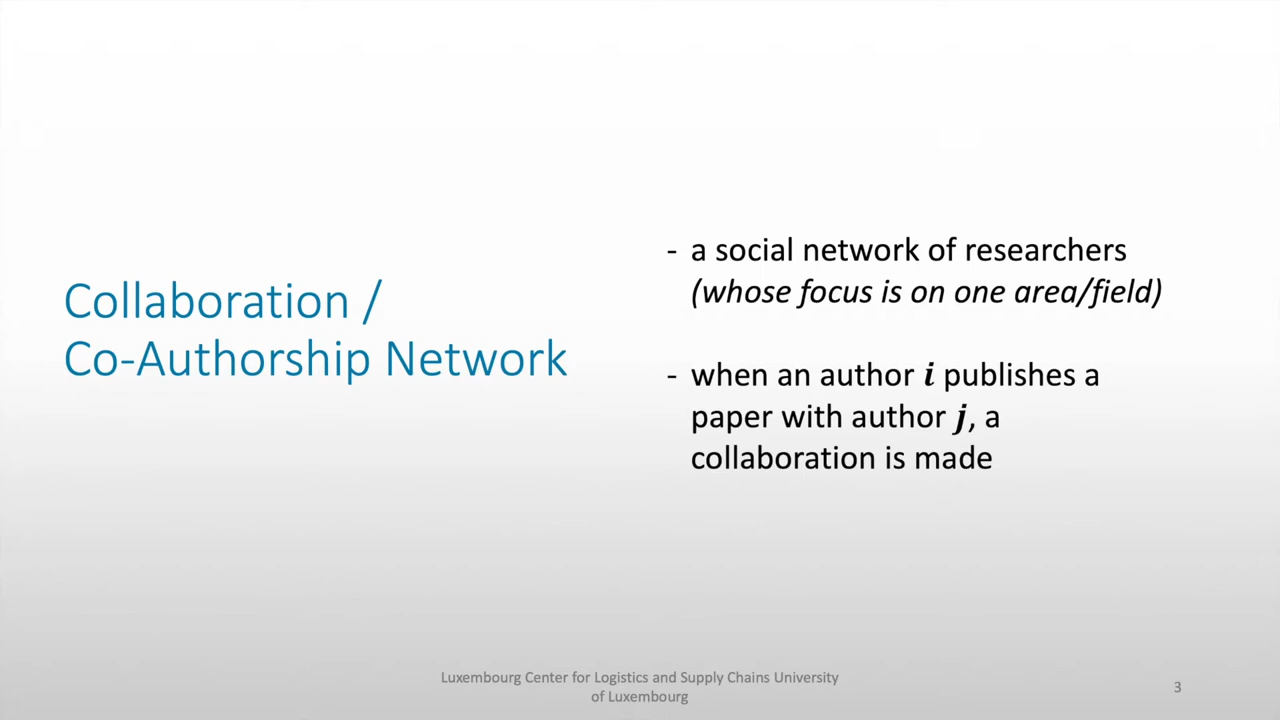 Collaboration /
Co-Authorship Network
- a social network of researchers
(whose focus is on one area/field)
- when an author i publishes a
paper with author j, a
collaboration is made
Luxembourg Center for Logistics and Supply Chains University
of Luxembourg
3